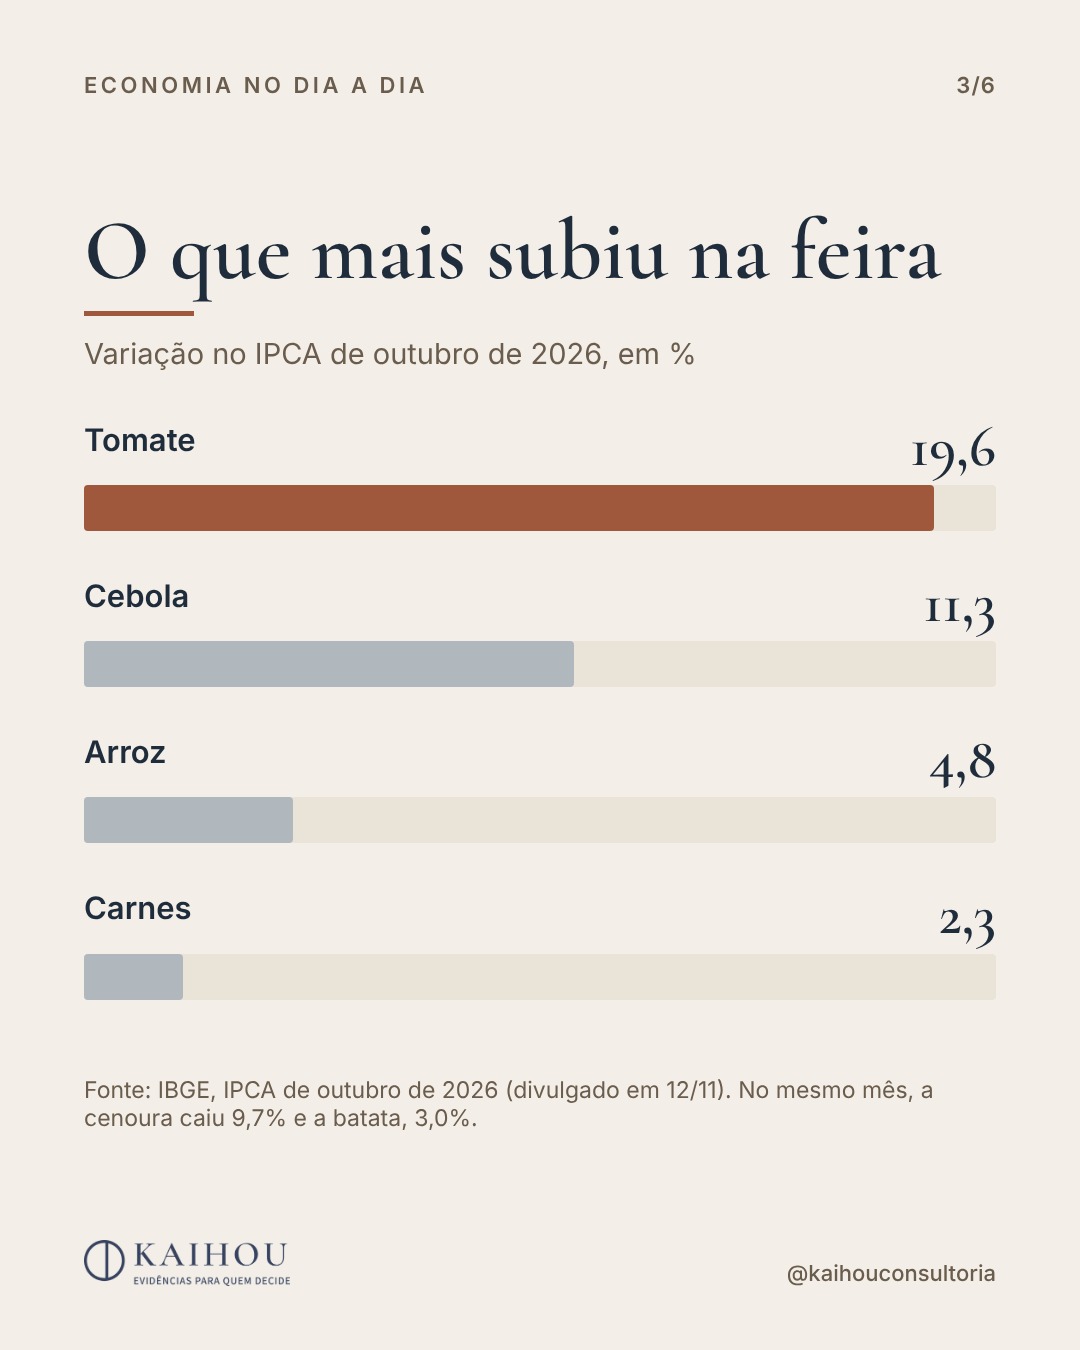 ECONOMIA NO DIA A DIA
3/6
O que mais subiu na feira
Variação no IPCA de outubro de 2026, em %
Tomate
19,6
Cebola
11,3
Arroz
4,8
Carnes
2,3
Fonte: IBGE, IPCA de outubro de 2026 (divulgado em 12/11). No mesmo mês, a
cenoura caiu 9,7% e a batata, 3,0%.
KAIHOU
EVIDÊNCIAS PARA QUEM DECIDE
@kaihouconsultoria